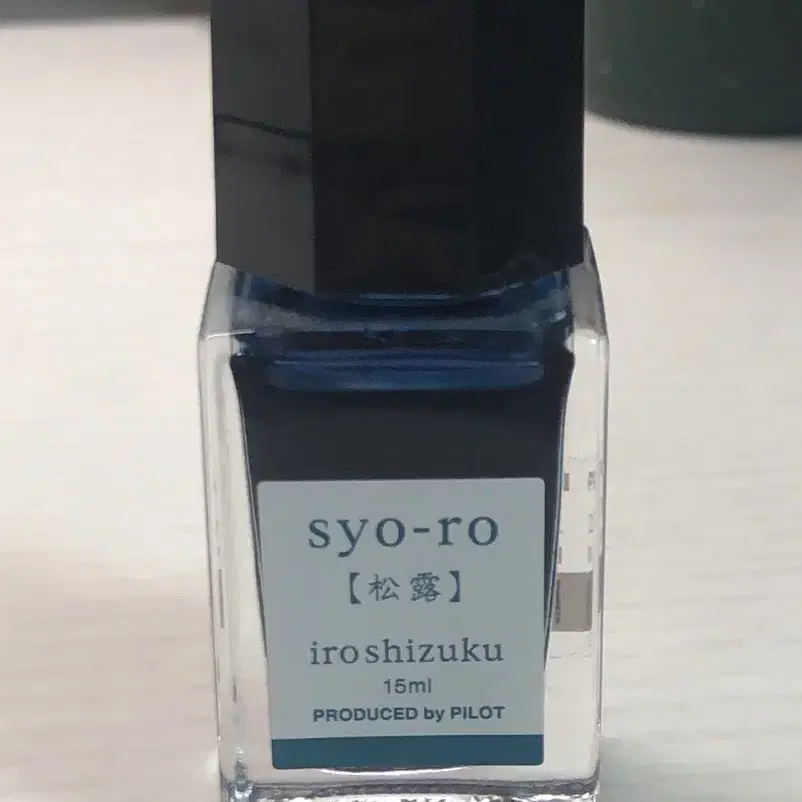 syo-ro
【松露】
iroshizuku
15ml
PRODUCED by PILOT